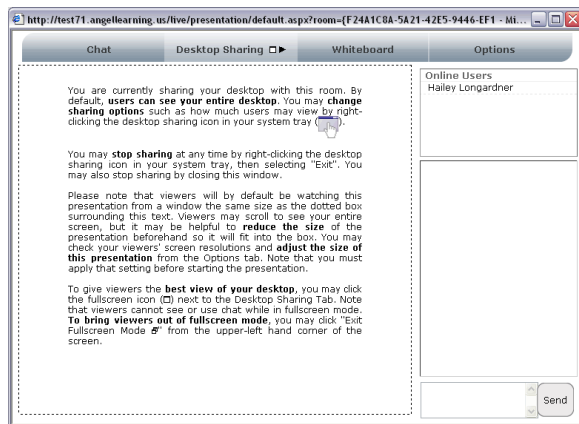 http://test71.angellearning.us/live/presentation/default.aspx?room={F24A1C8A-5A21-42E5-9446-EF1 - Mi...
Chat
Desktop Sharing
Whiteboard
Options
You are currently sharing your desktop with this room. By
default, users can see your entire desktop. You may change
sharing options such as how much users may view by right-
clicking the desktop sharing icon in your system tray ( ).
You may stop sharing at any time by right-clicking the desktop
sharing icon in your system tray, then selecting "Exit". You
may also stop sharing by closing this window.
Please note that viewers will by default be watching this
presentation from a window the same size as the dotted box
surrounding this text. Viewers may scroll to see your entire
screen, but it may be helpful to reduce the size of the
presentation beforehand so it will fit into the box. You may
check your viewers' screen resolutions and adjust the size of
this presentation from the Options tab. Note that you must
apply that setting before starting the presentation.
To give viewers the best view of your desktop, you may click
the fullscreen icon ( ) next to the Desktop Sharing Tab. Note
that viewers cannot see or use chat while in fullscreen mode.
To bring viewers out of fullscreen mode, you may click "Exit
Fullscreen Mode " from the upper-left hand corner of the
screen.
Online Users
Hailey Longardner
Send